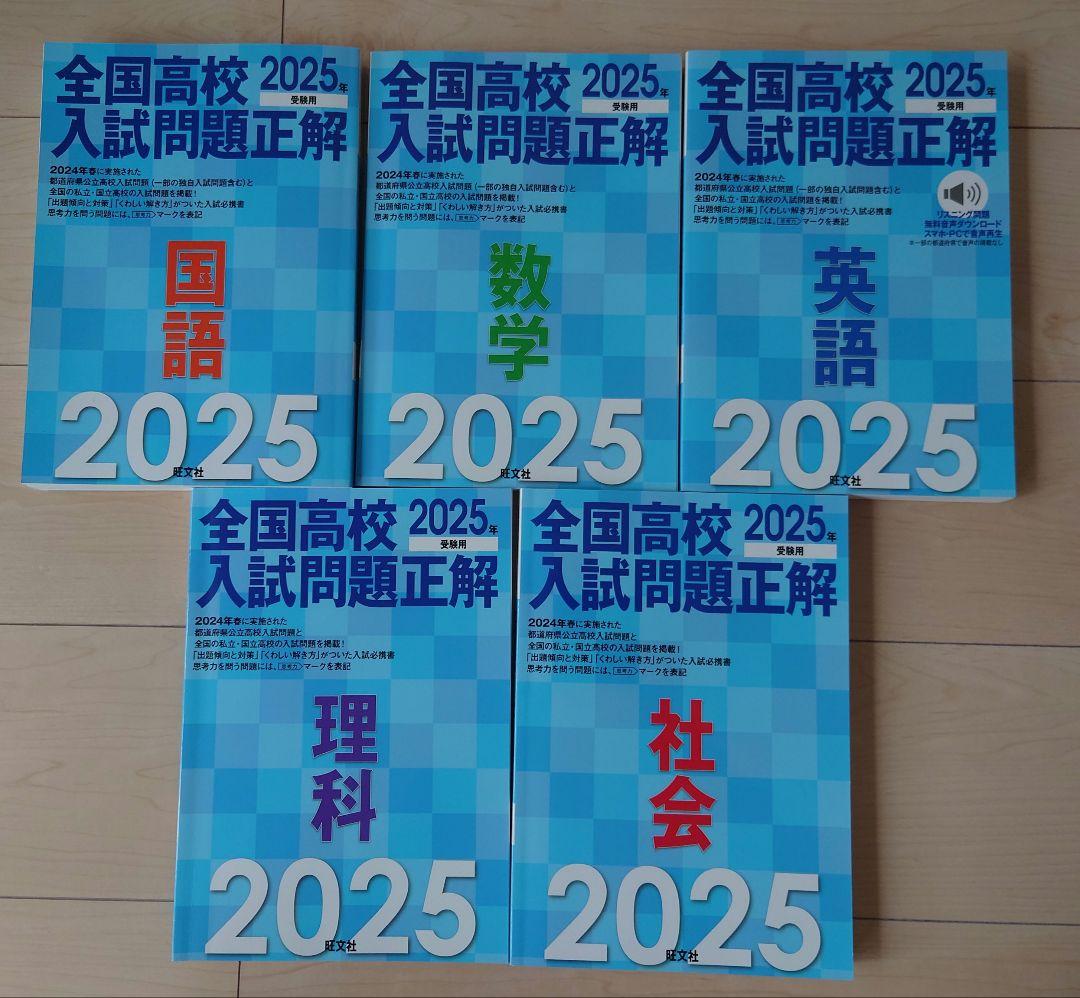 全国高校 2025年
受験用
入試問題正解
2024年春に実施された
都道府県公立高校入試問題（一部の独自入試問題含む）と
全国の私立・国立高校の入試問題を掲載！
「出題傾向と対策」「くわしい解き方」がついた入試必携書
思考力を問う問題には、思考力マークを表記
国語
2025
旺文社
全国高校 2025年
受験用
入試問題正解
2024年春に実施された
都道府県公立高校入試問題（一部の独自入試問題含む）と
全国の私立・国立高校の入試問題を掲載！
「出題傾向と対策」「くわしい解き方」がついた入試必携書
思考力を問う問題には、思考力マークを表記
数学
2025
旺文社
全国高校 2025年
受験用
入試問題正解
2024年春に実施された
都道府県公立高校入試問題（一部の独自入試問題含む）と
全国の私立・国立高校の入試問題を掲載！
「出題傾向と対策」「くわしい解き方」がついた入試必携書
思考力を問う問題には、思考力マークを表記
リスニング問題
無料音声ダウンロード
スマホ・PCで音声再生
※一部の都道府県で音声の掲載なし
英語
2025
旺文社
全国高校 2025年
受験用
入試問題正解
2024年春に実施された
都道府県公立高校入試問題と
全国の私立・国立高校の入試問題を掲載！
「出題傾向と対策」「くわしい解き方」がついた入試必携書
思考力を問う問題には、思考力マークを表記
理科
2025
旺文社
全国高校 2025年
受験用
入試問題正解
2024年春に実施された
都道府県公立高校入試問題と
全国の私立・国立高校の入試問題を掲載！
「出題傾向と対策」「くわしい解き方」がついた入試必携書
思考力を問う問題には、思考力マークを表記
社会
2025
旺文社